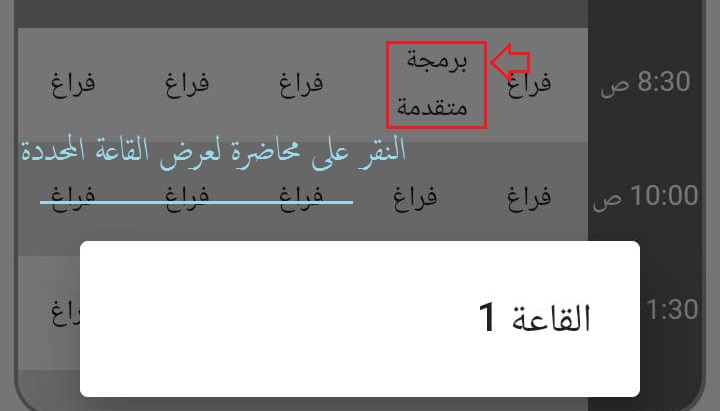 8:30 ص فراغ برمجة متقدمة فراغ فراغ فراغ
النقر على محاضرة لعرض القاعة المحددة
10:00 ص فراغ فراغ فراغ فراغ فراغ
1:30 فراغ
القاعة 1